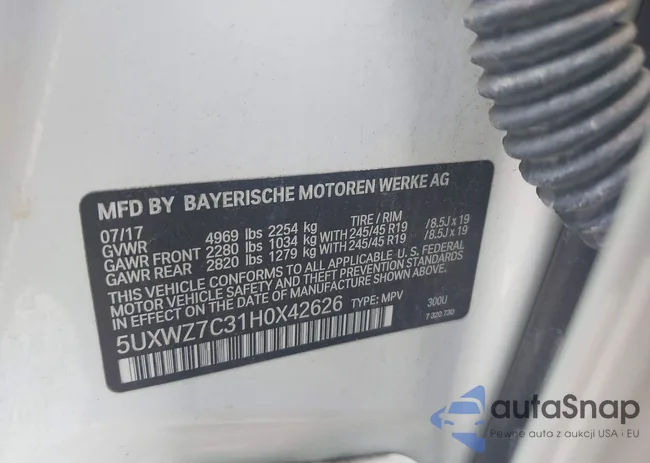 MFD BY BAYERISCHE MOTOREN WERKE AG
07/17 TIRE / RIM
GVWR 4969 lbs 2254 kg
GAWR FRONT 2280 lbs 1034 kg WITH 245/45 R19 /8.5J x 19
GAWR REAR 2820 lbs 1279 kg WITH 245/45 R19 /8.5J x 19
THIS VEHICLE CONFORMS TO ALL APPLICABLE U. S. FEDERAL
MOTOR VEHICLE SAFETY AND THEFT PREVENTION STANDARDS
IN EFFECT ON THE DATE OF MANUFACTURE SHOWN ABOVE.
5UXWZ7C31H0X42626 TYPE: MPV 300U
7 320 730
autaSnap
Pewne auta z aukcji USA i EU